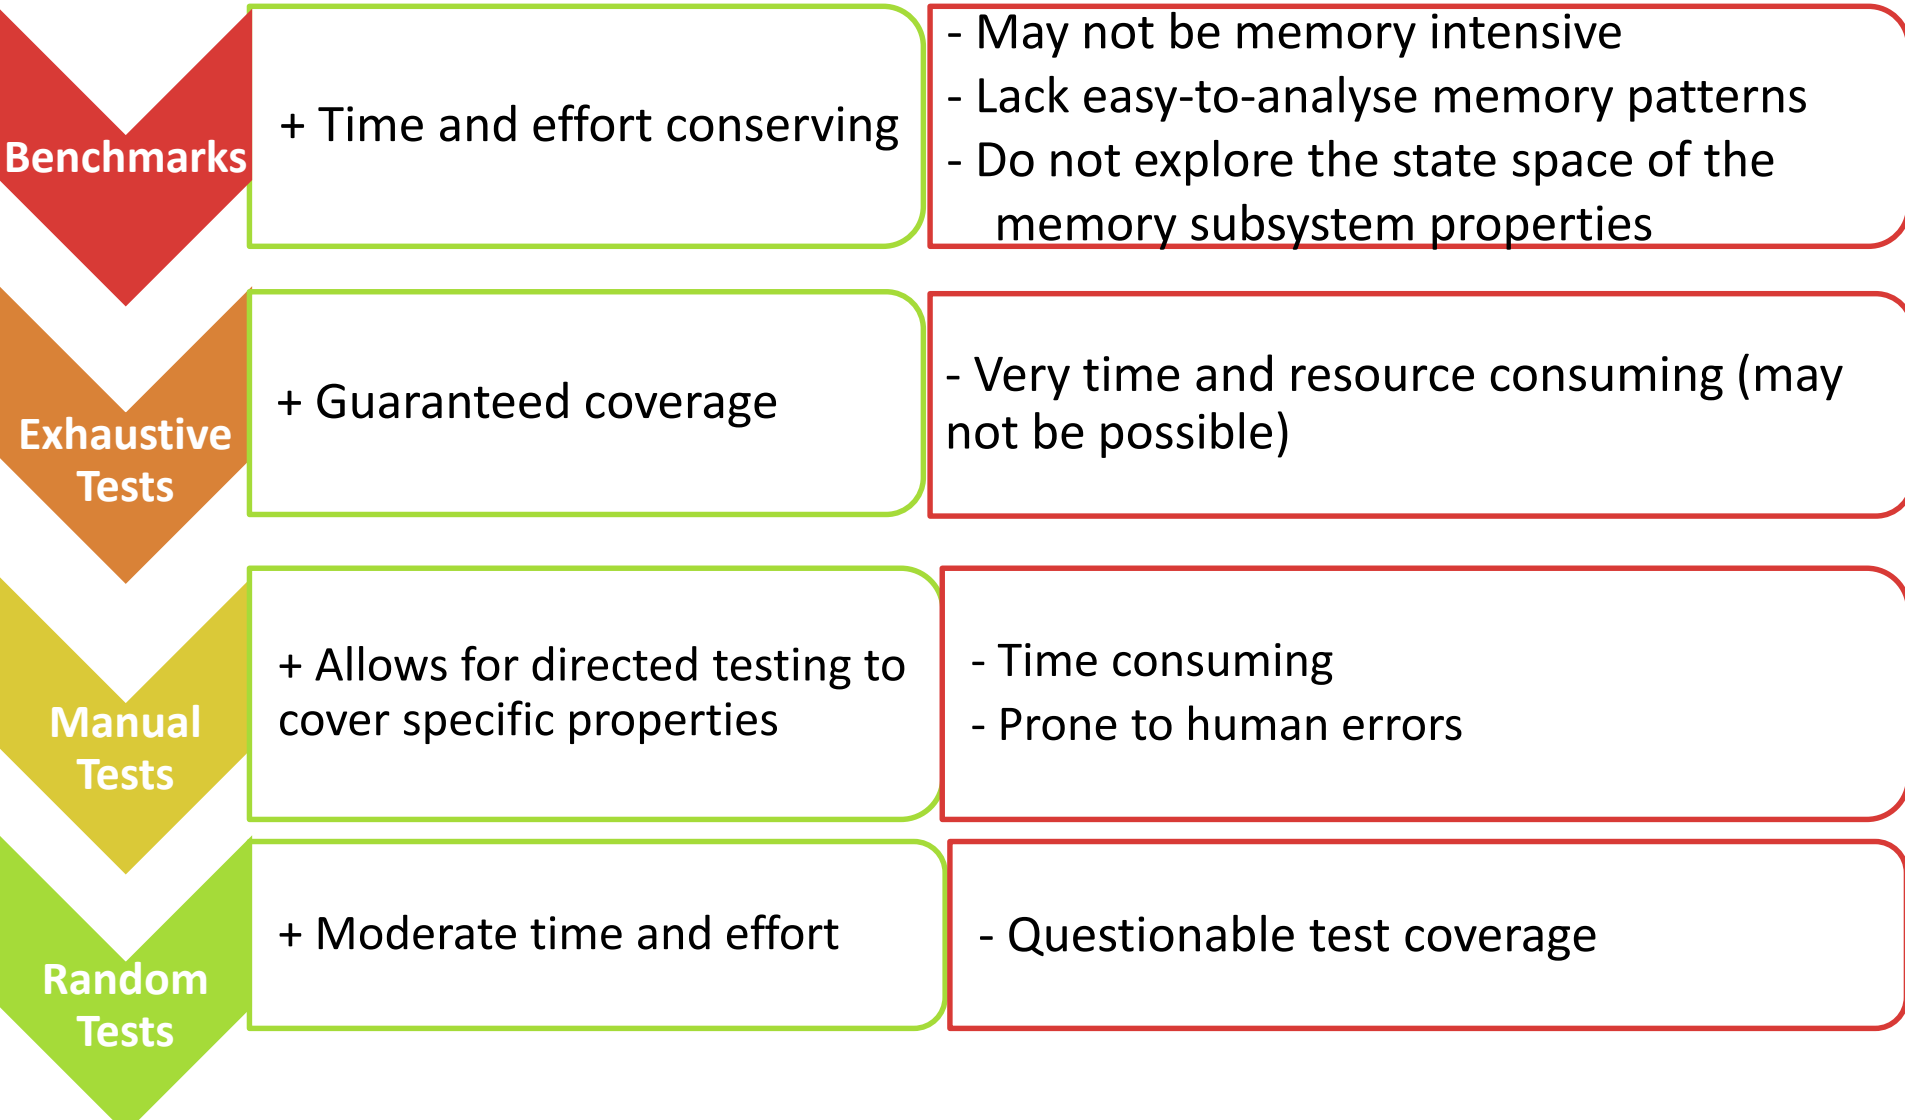 Benchmarks
+ Time and effort conserving
- May not be memory intensive
- Lack easy-to-analyse memory patterns
- Do not explore the state space of the
memory subsystem properties
Exhaustive
Tests
+ Guaranteed coverage
- Very time and resource consuming (may
not be possible)
Manual
Tests
+ Allows for directed testing to
cover specific properties
- Time consuming
- Prone to human errors
Random
Tests
+ Moderate time and effort
- Questionable test coverage